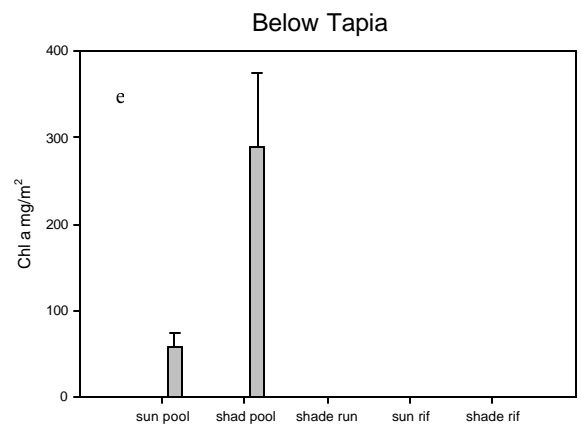 Below Tapia
400
e
300
200
100
0
Chl a mg/m²
sun pool shad pool shade run sun rif shade rif